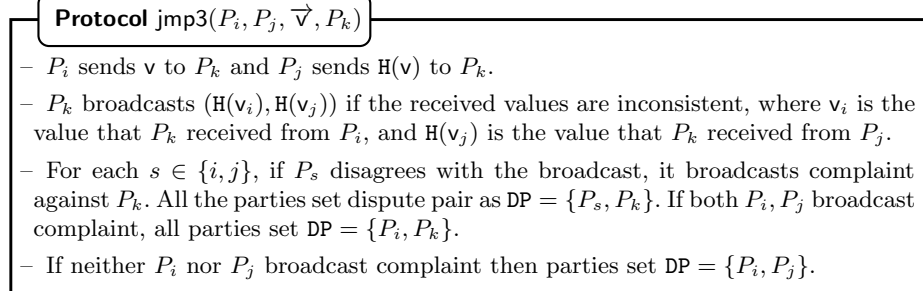 Protocol jmp3(P_i, P_j, \overrightarrow{v}, P_k)
– P_i sends v to P_k and P_j sends H(v) to P_k.
– P_k broadcasts (H(v_i), H(v_j)) if the received values are inconsistent, where v_i is the
value that P_k received from P_i, and H(v_j) is the value that P_k received from P_j.
– For each s ∈ {i, j}, if P_s disagrees with the broadcast, it broadcasts complaint
against P_k. All the parties set dispute pair as DP = {P_s, P_k}. If both P_i, P_j broadcast
complaint, all parties set DP = {P_i, P_k}.
– If neither P_i nor P_j broadcast complaint then parties set DP = {P_i, P_j}.